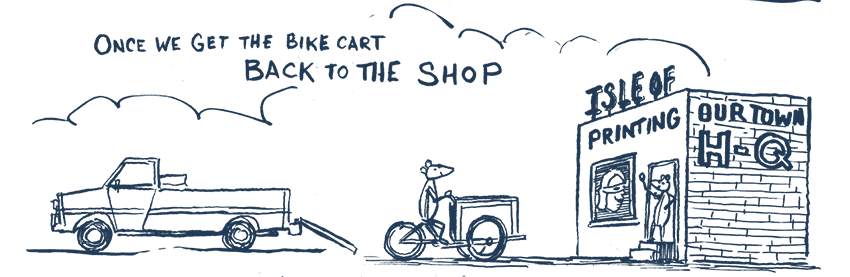 ONCE WE GET THE BIKE CART
BACK TO THE SHOP
ISLE OF
PRINTING
OUR TOWN
H-Q